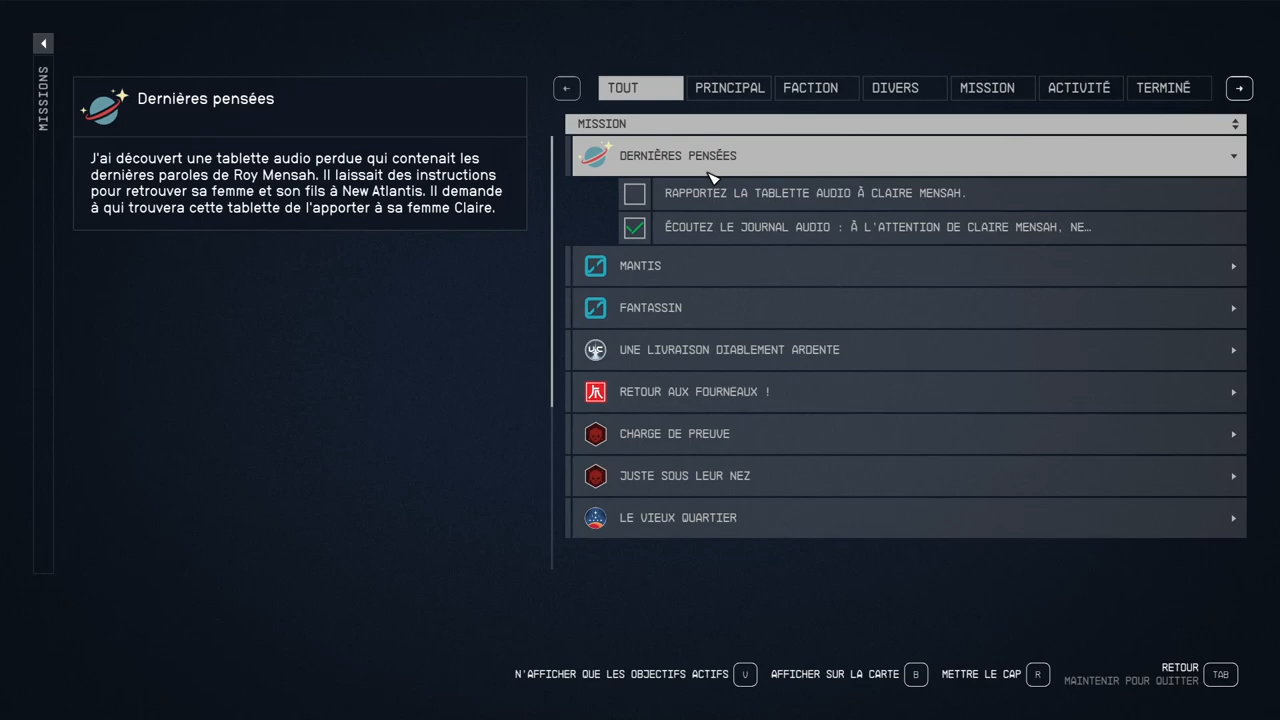 MISSIONS
Dernières pensées
J'ai découvert une tablette audio perdue qui contenait les
dernières paroles de Roy Mensah. Il laissait des instructions
pour retrouver sa femme et son fils à New Atlantis. Il demande
à qui trouvera cette tablette de l'apporter à sa femme Claire.
TOUT PRINCIPAL FACTION DIVERS MISSION ACTIVITÉ TERMINÉ
MISSION
DERNIÈRES PENSÉES
RAPPORTEZ LA TABLETTE AUDIO À CLAIRE MENSAH.
ÉCOUTEZ LE JOURNAL AUDIO : À L'ATTENTION DE CLAIRE MENSAH, NE…
MANTIS
FANTASSIN
UC UNE LIVRAISON DIABLEMENT ARDENTE
RETOUR AUX FOURNEAUX !
CHARGE DE PREUVE
JUSTE SOUS LEUR NEZ
LE VIEUX QUARTIER
N'AFFICHER QUE LES OBJECTIFS ACTIFS V AFFICHER SUR LA CARTE B METTRE LE CAP R RETOUR TAB
MAINTENIR POUR QUITTER